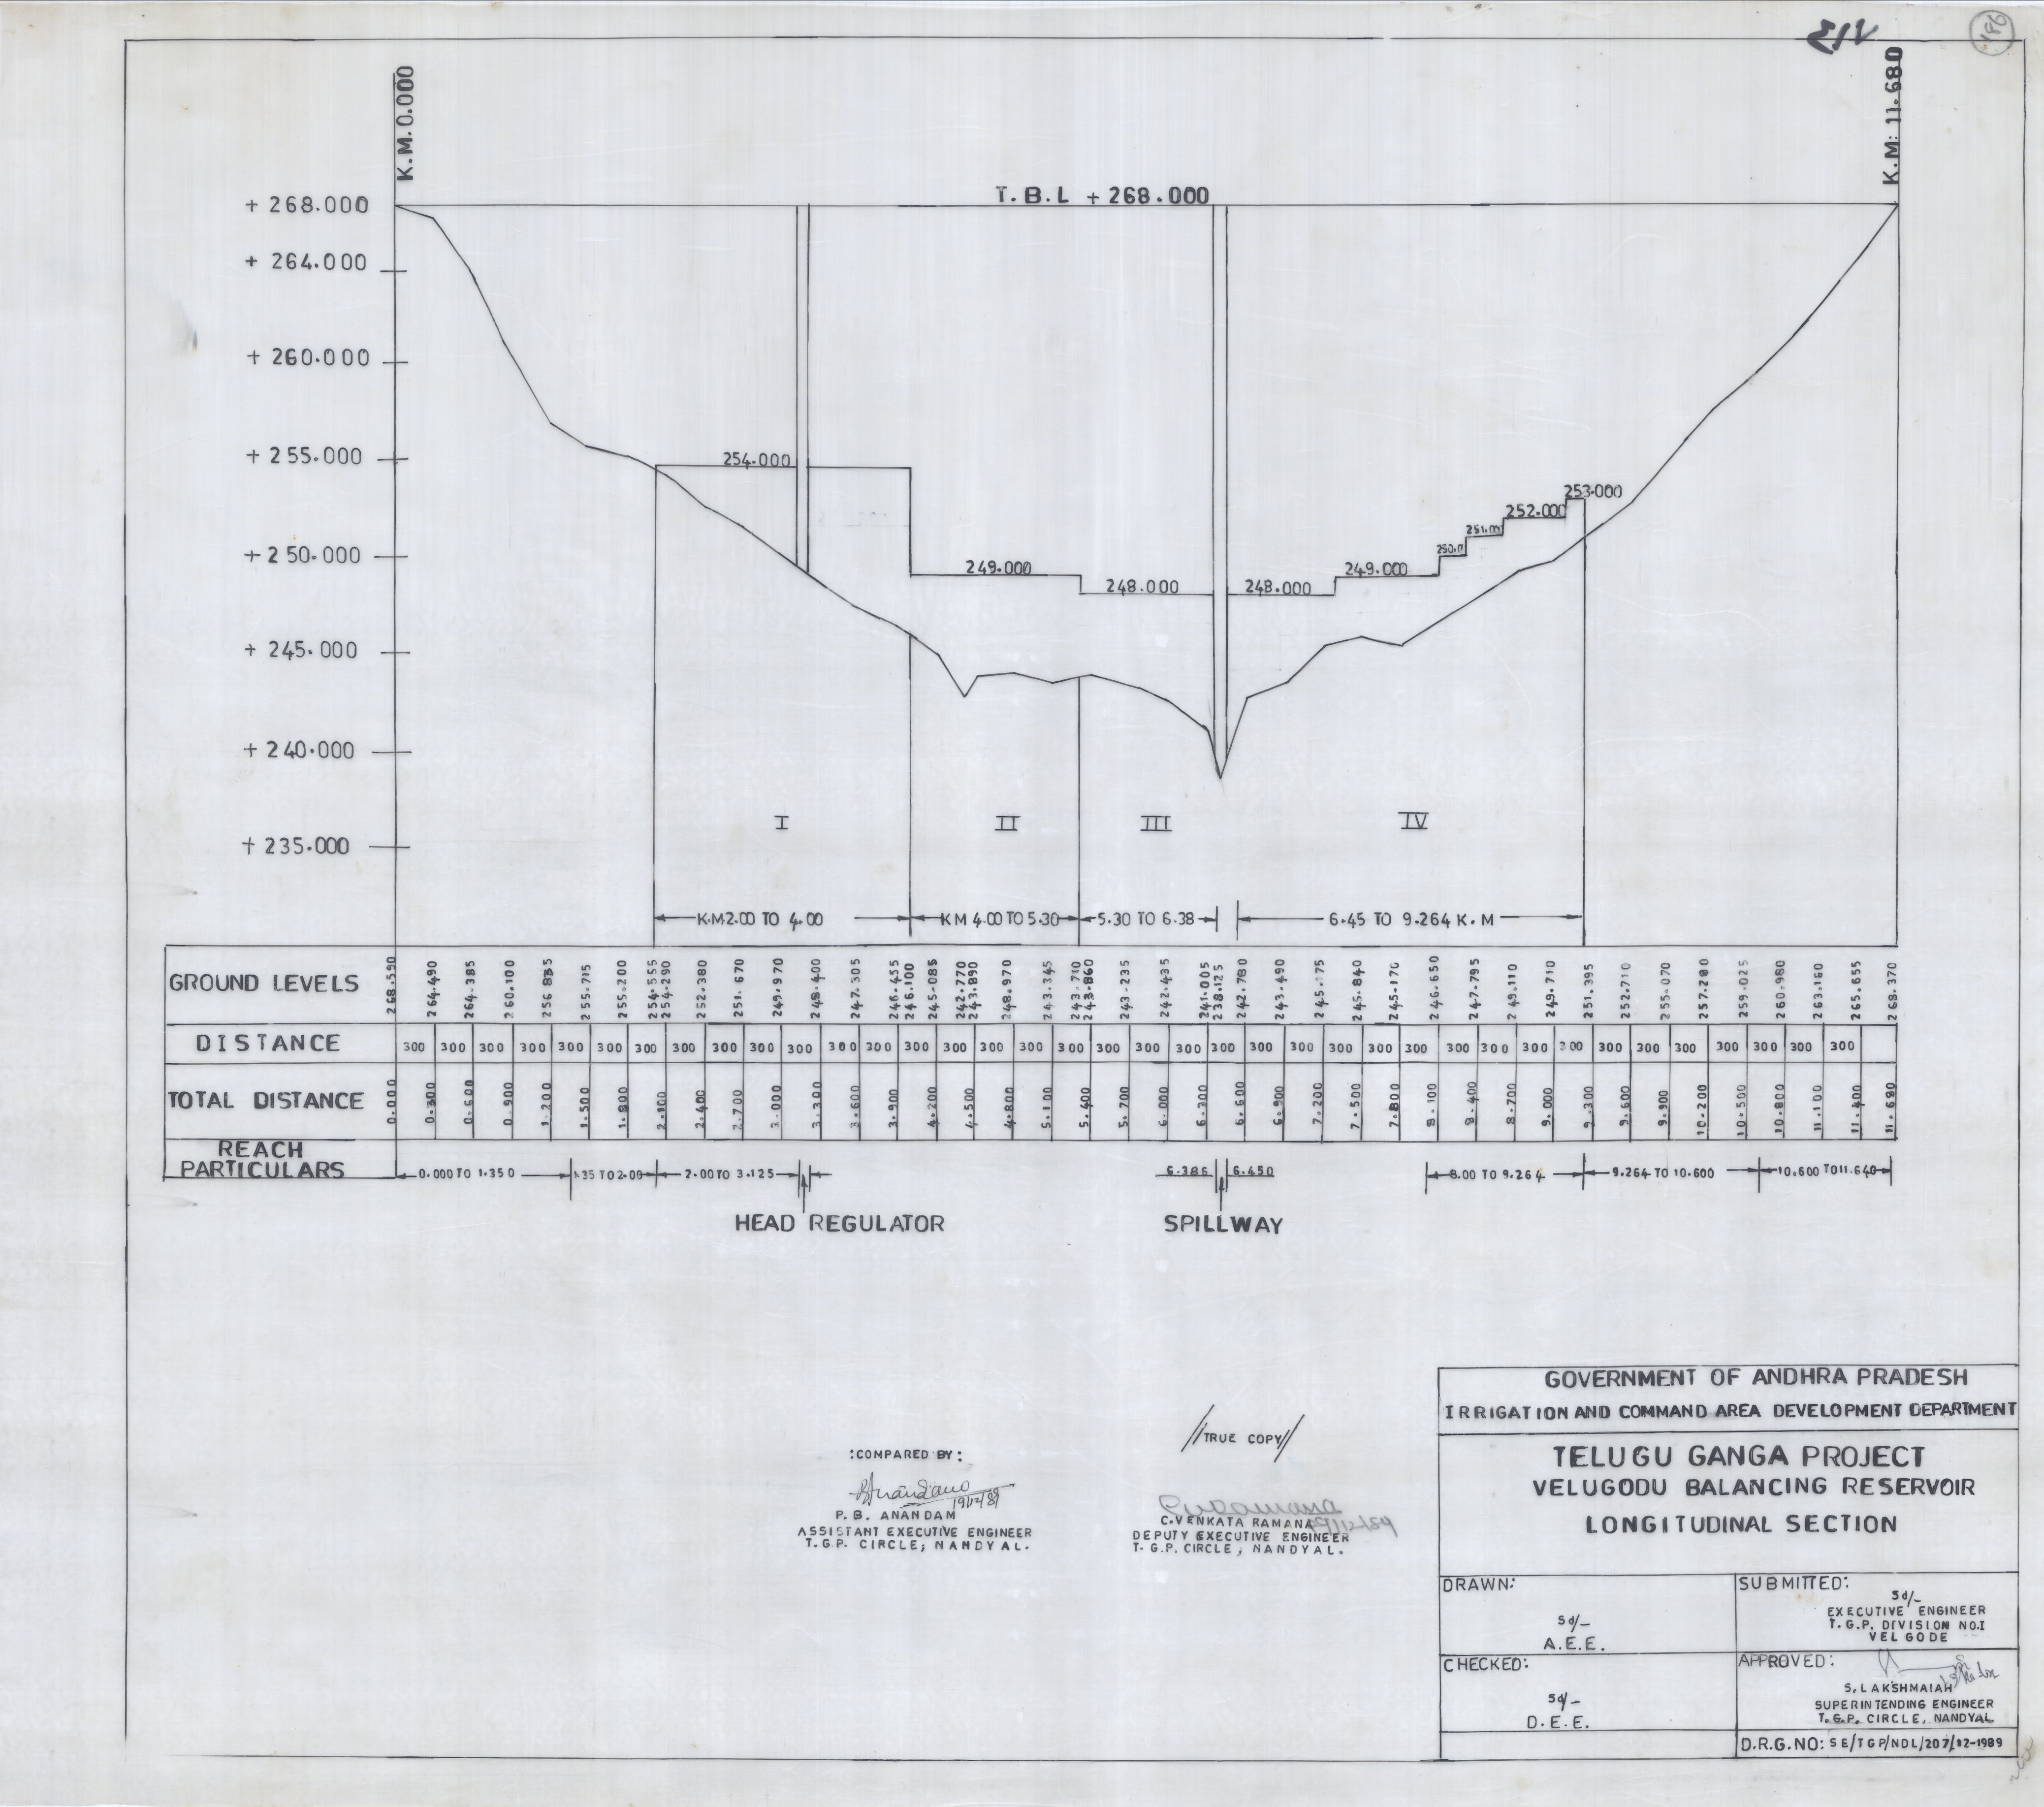 186
K.M. 0.000
K.M: 11.680
T.B.L + 268.000
+ 268.000
+ 264.000
+ 260.000
+ 255.000
+ 250.000
+ 245.000
+ 240.000
+ 235.000
254.000
249.000
248.000
248.000
249.000
250.0
251.00
252.000
253.000
I II III IV
K.M 2.00 TO 4.00 KM 4.00 TO 5.30 5.30 TO 6.38 6.45 TO 9.264 K.M
GROUND LEVELS 268.590 264.490 264.385 260.100 256.835 255.715 255.200 254.555 254.290 252.380 251.670 249.970 248.400 247.305 246.455 246.100 245.085 242.770 243.890 248.970 243.345 243.710 243.860 243.235 242.435 241.005 238.125 242.780 243.490 245.175 245.840 245.170 246.650 247.795 249.110 249.710 251.395 252.710 255.070 257.280 259.025 260.980 263.160 265.655 268.370
DISTANCE 300 300 300 300 300 300 300 300 300 300 300 300 300 300 300 300 300 300 300 300 300 300 300 300 300 300 300 300 300 300 300 300 300 300 300 300 300 300
TOTAL DISTANCE 0.000 0.300 0.600 0.900 1.200 1.500 1.800 2.100 2.400 2.700 3.000 3.300 3.600 3.900 4.200 4.500 4.800 5.100 5.400 5.700 6.000 6.300 6.600 6.900 7.200 7.500 7.800 8.100 8.400 8.700 9.000 9.300 9.600 9.900 10.200 10.500 10.800 11.100 11.400 11.680
REACH
PARTICULARS 0.000 TO 1.350 1.35 TO 2.00 2.00 TO 3.125 6.386 6.450 8.00 TO 9.264 9.264 TO 10.600 10.600 TO 11.640
HEAD REGULATOR SPILLWAY
:COMPARED BY:
19/12/89
P. B. ANANDAM
ASSISTANT EXECUTIVE ENGINEER
T.G.P. CIRCLE, NANDYAL.
//TRUE COPY//
C.VENKATA RAMANA
DEPUTY EXECUTIVE ENGINEER
T.G.P. CIRCLE, NANDYAL.
GOVERNMENT OF ANDHRA PRADESH
IRRIGATION AND COMMAND AREA DEVELOPMENT DEPARTMENT
TELUGU GANGA PROJECT
VELUGODU BALANCING RESERVOIR
LONGITUDINAL SECTION
DRAWN:
Sd/-
A.E.E.
SUBMITTED:
Sd/-
EXECUTIVE ENGINEER
T.G.P. DIVISION NO.I
VELGODE
CHECKED:
Sd/-
D.E.E.
APPROVED:
S. LAKSHMAIAH
SUPERINTENDING ENGINEER
T.G.P. CIRCLE, NANDYAL
D.R.G.NO: SE/TGP/NDL/207/12-1989